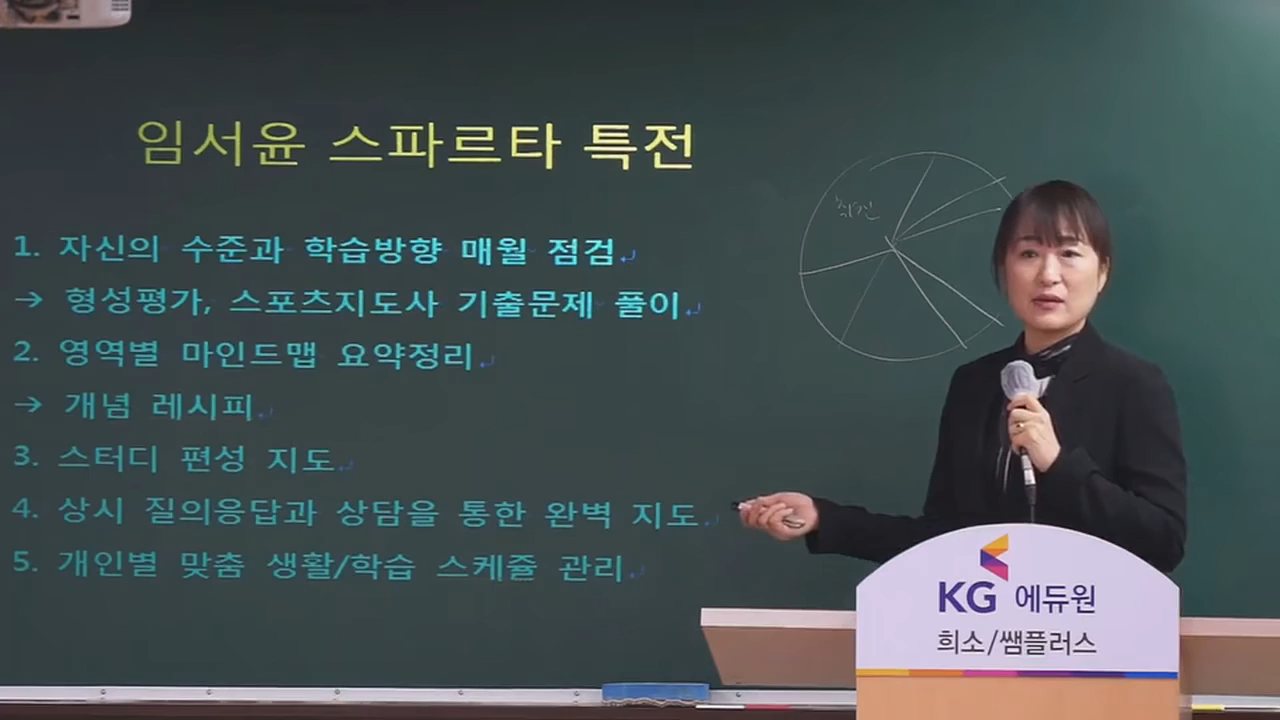 임서윤 스파르타 특전
1. 자신의 수준과 학습방향 매월 점검
→ 형성평가, 스포츠지도사 기출문제 풀이
2. 영역별 마인드맵 요약정리
→ 개념 레시피
3. 스터디 편성 지도
4. 상시 질의응답과 상담을 통한 완벽 지도
5. 개인별 맞춤 생활/학습 스케쥴 관리
KG 에듀원
희소/쌤플러스